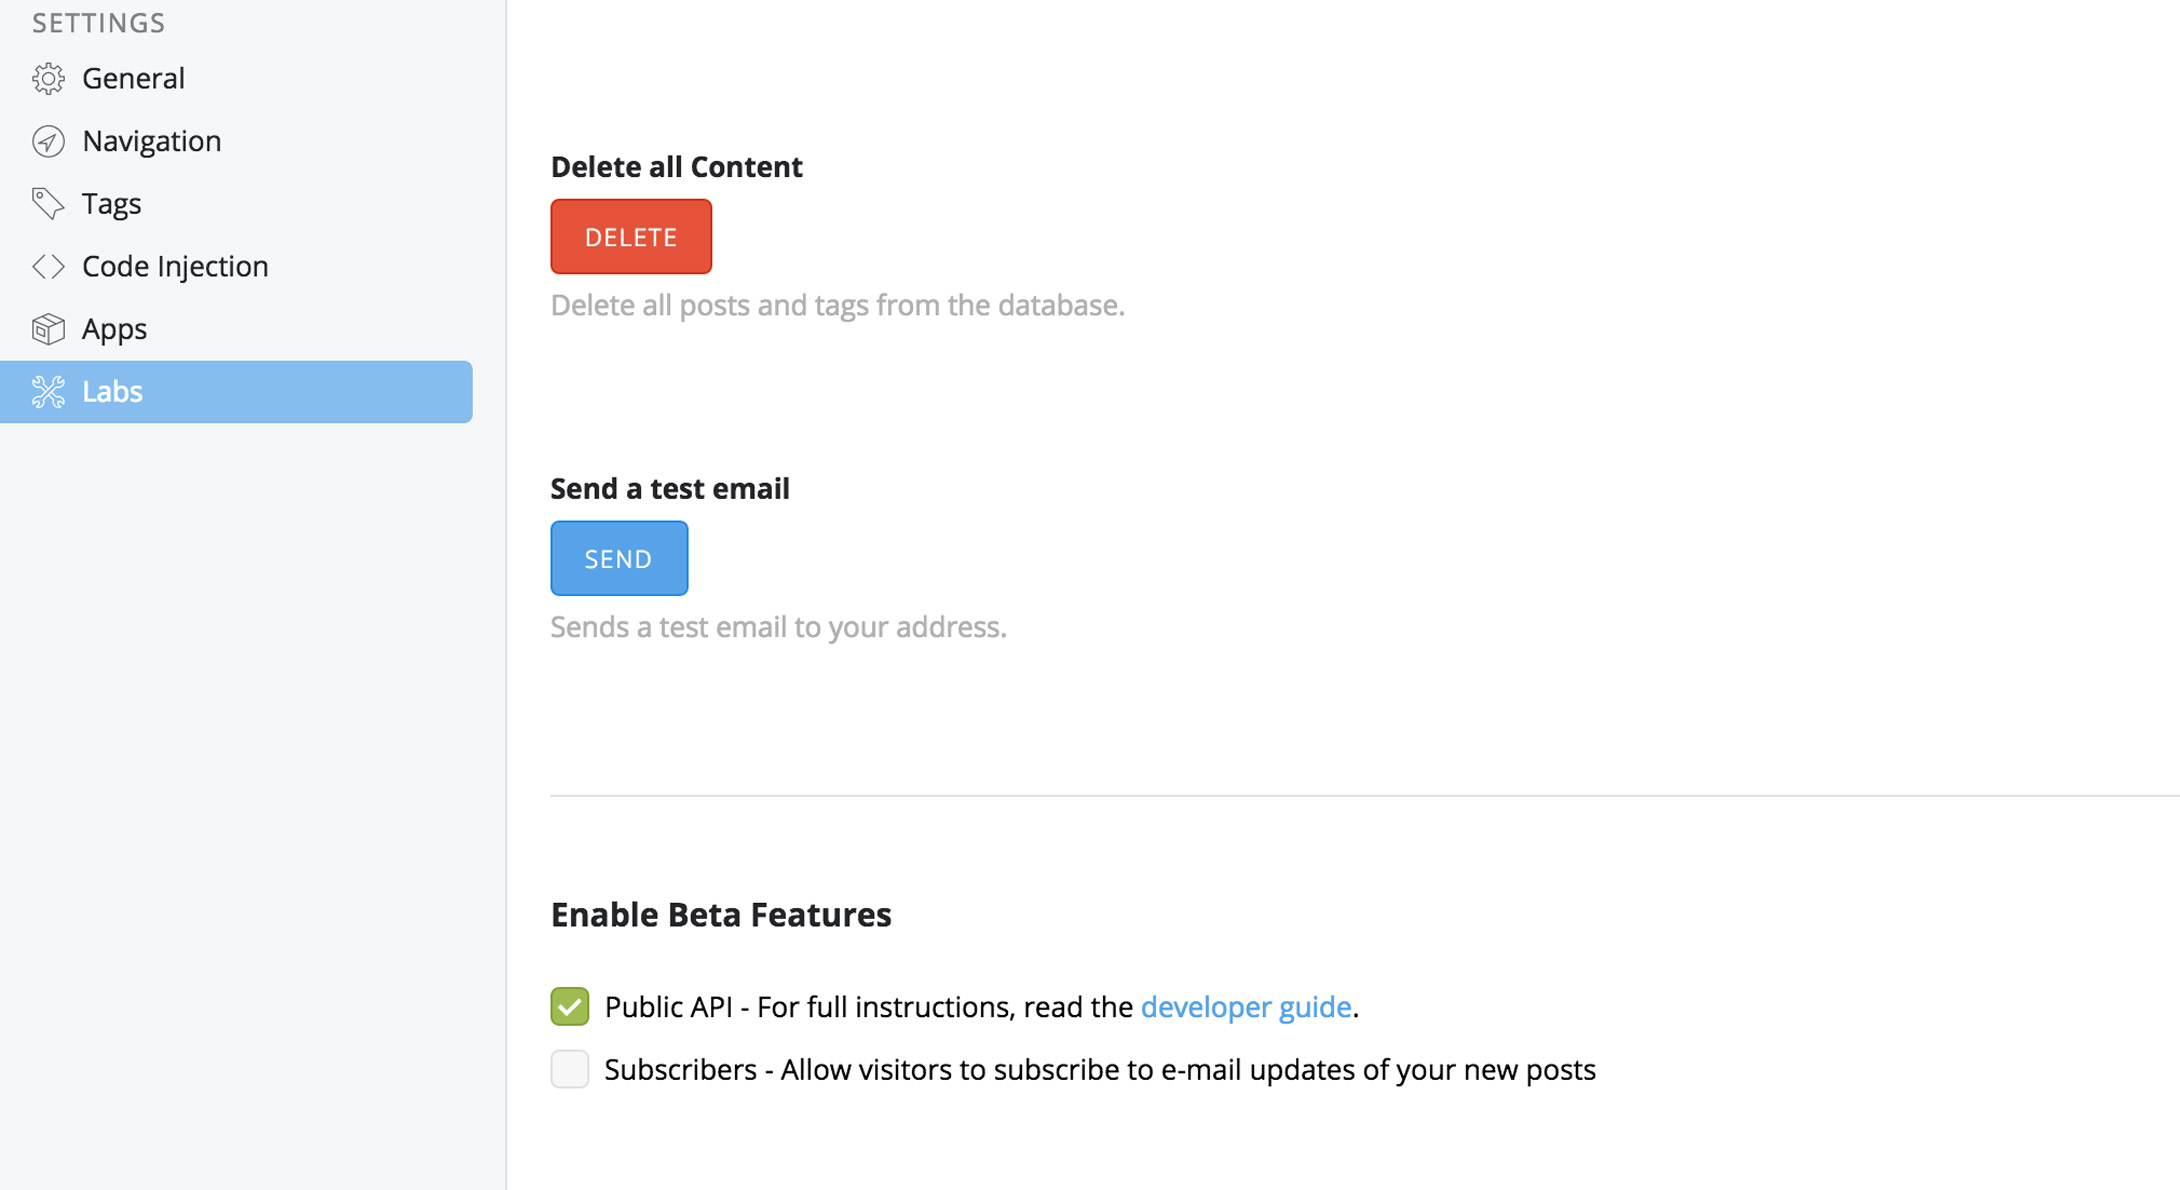 SETTINGS
General
Navigation
Tags
Code Injection
Apps
Labs
Delete all Content
DELETE
Delete all posts and tags from the database.
Send a test email
SEND
Sends a test email to your address.
Enable Beta Features
Public API - For full instructions, read the developer guide.
Subscribers - Allow visitors to subscribe to e-mail updates of your new posts